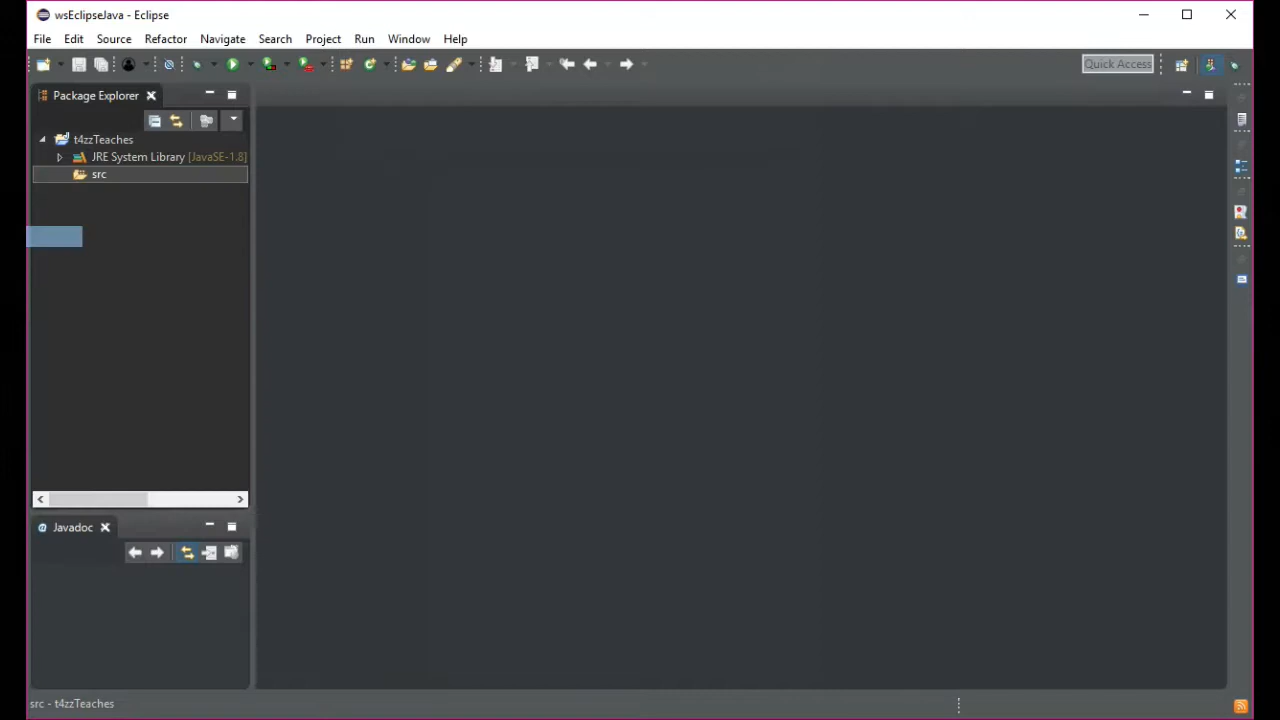 wsEclipseJava - Eclipse
File Edit Source Refactor Navigate Search Project Run Window Help
Quick Access
Package Explorer
t4zzTeaches
JRE System Library [JavaSE-1.8]
src
@ Javadoc
src - t4zzTeaches